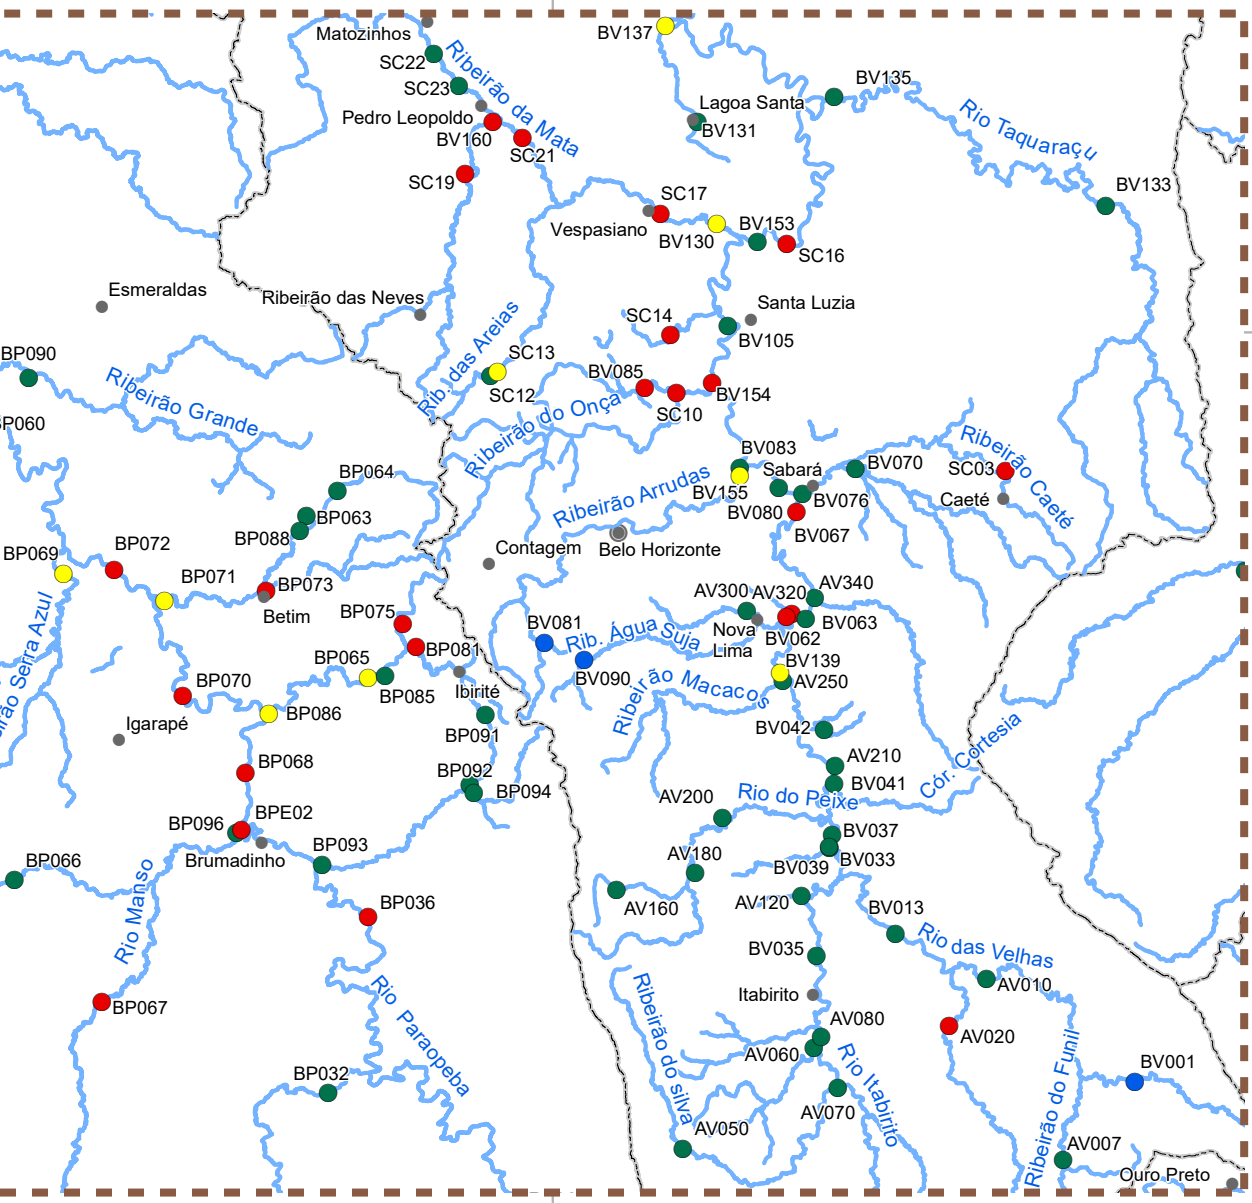 Matozinhos
BV137
SC22
Ribeirão da Mata
BV135
SC23
Lagoa Santa
Rio Taquaraçu
Pedro Leopoldo
BV131
BV160
SC21
SC19
BV133
SC17
Vespasiano
BV130
BV153
SC16
Esmeraldas
Ribeirão das Neves
Santa Luzia
SC14
BV105
Rib. das Areias
SC13
BP090
BV085
SC12
BV154
Ribeirão Grande
SC10
Ribeirão do Onça
P060
BV083
Ribeirão Caeté
Sabará
BV070
SC03
BP064
Ribeirão Arrudas
BV155
BV076
Caeté
BP063
BV080
BP088
BV067
BP069
BP072
Contagem
Belo Horizonte
BP071
BP073
AV300
AV320
AV340
Betim
BP075
BV081
Rib. Água Suja
Nova
Lima
BV062
BV063
BP081
BP065
BV139
BV090
AV250
irão Serra Azul
BP070
BP085
Ibirité
Ribeirão Macacos
Igarapé
BP086
BP091
BV042
Cór. Cortesia
BP068
AV210
BP092
BP094
BV041
AV200
Rio do Peixe
BPE02
BP096
BV037
Brumadinho
BP093
AV180
BV033
BV039
BP066
AV160
AV120
BV013
Rio Manso
BP036
Rio das Velhas
BV035
AV010
BP067
Itabirito
Rio Paraopeba
Ribeirão do silva
AV080
AV020
AV060
Rio Itabirito
BV001
BP032
AV070
Ribeirão do Funil
AV050
AV007
Ouro Preto